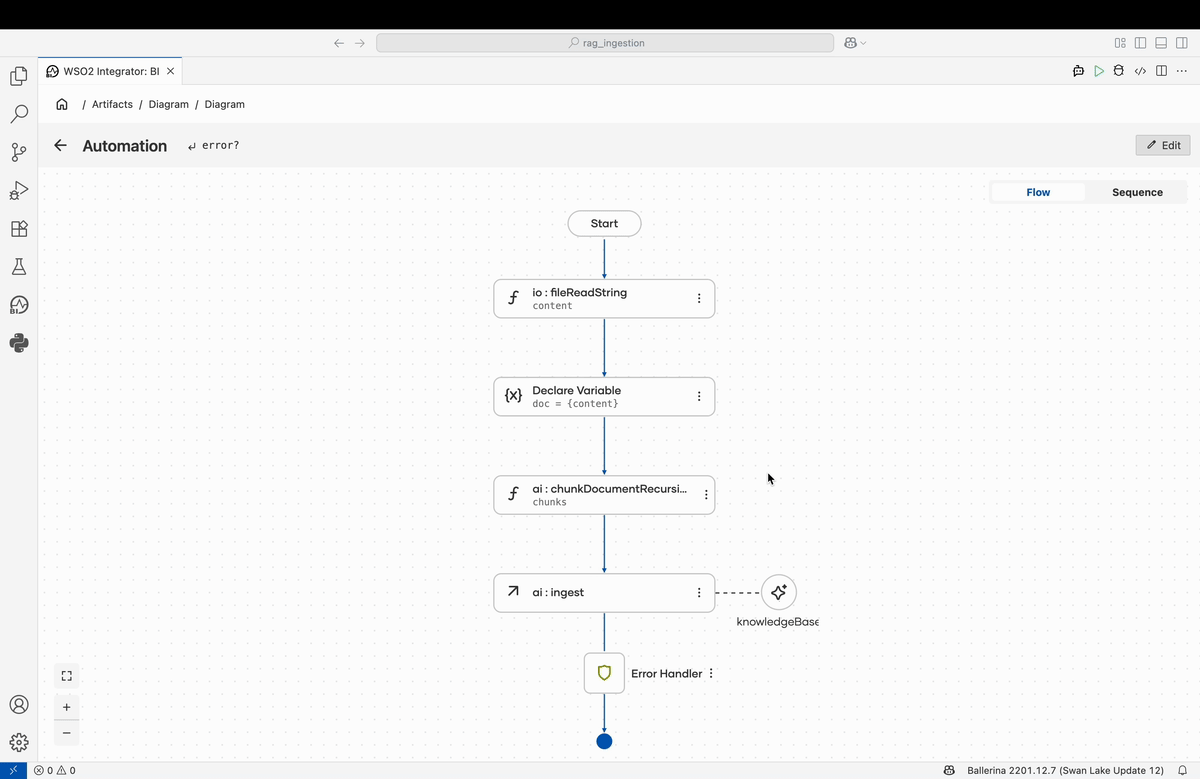 rag_ingestion
WSO2 Integrator: BI
/ Artifacts / Diagram / Diagram
Automation error?
Edit
Flow Sequence
Start
io : fileReadString
content
{x} Declare Variable
doc = {content}
ai : chunkDocumentRecursi...
chunks
ai : ingest
knowledgeBase
Error Handler
0 0
Ballerina 2201.12.7 (Swan Lake Update 12)